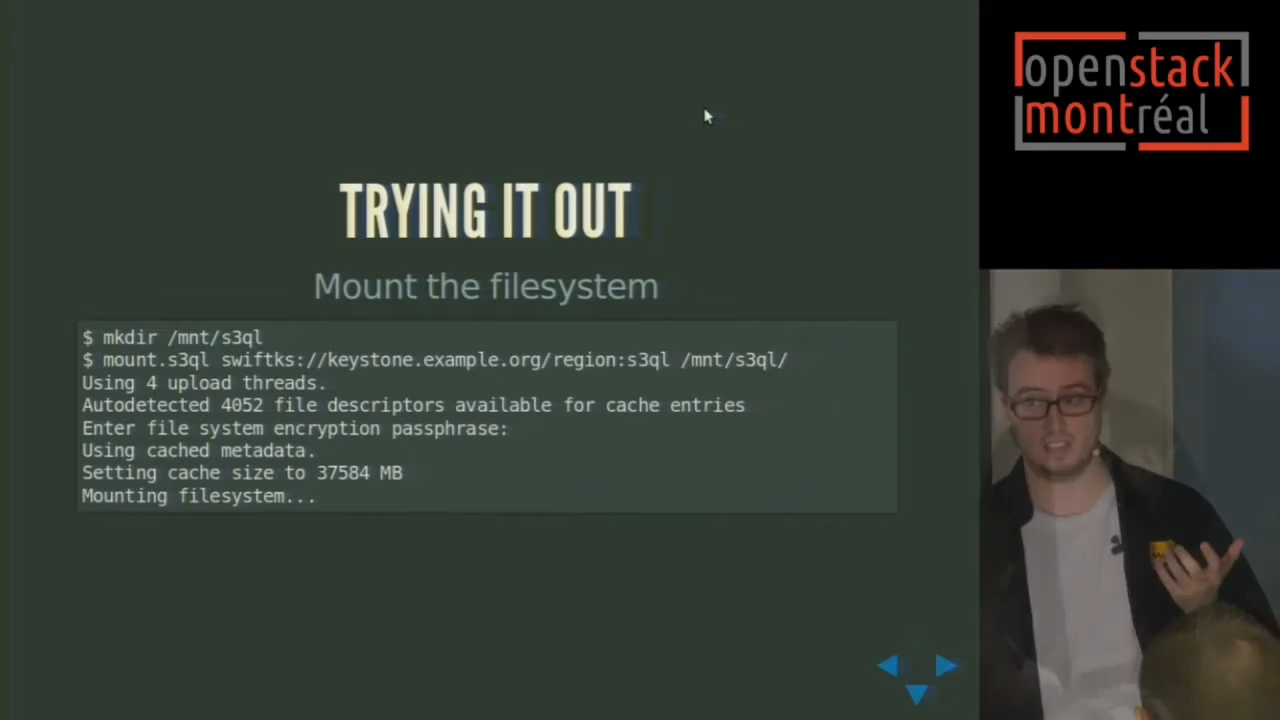 openstack
montréal
TRYING IT OUT
Mount the filesystem
$ mkdir /mnt/s3ql
$ mount.s3ql swiftks://keystone.example.org/region:s3ql /mnt/s3ql/
Using 4 upload threads.
Autodetected 4052 file descriptors available for cache entries
Enter file system encryption passphrase:
Using cached metadata.
Setting cache size to 37584 MB
Mounting filesystem...